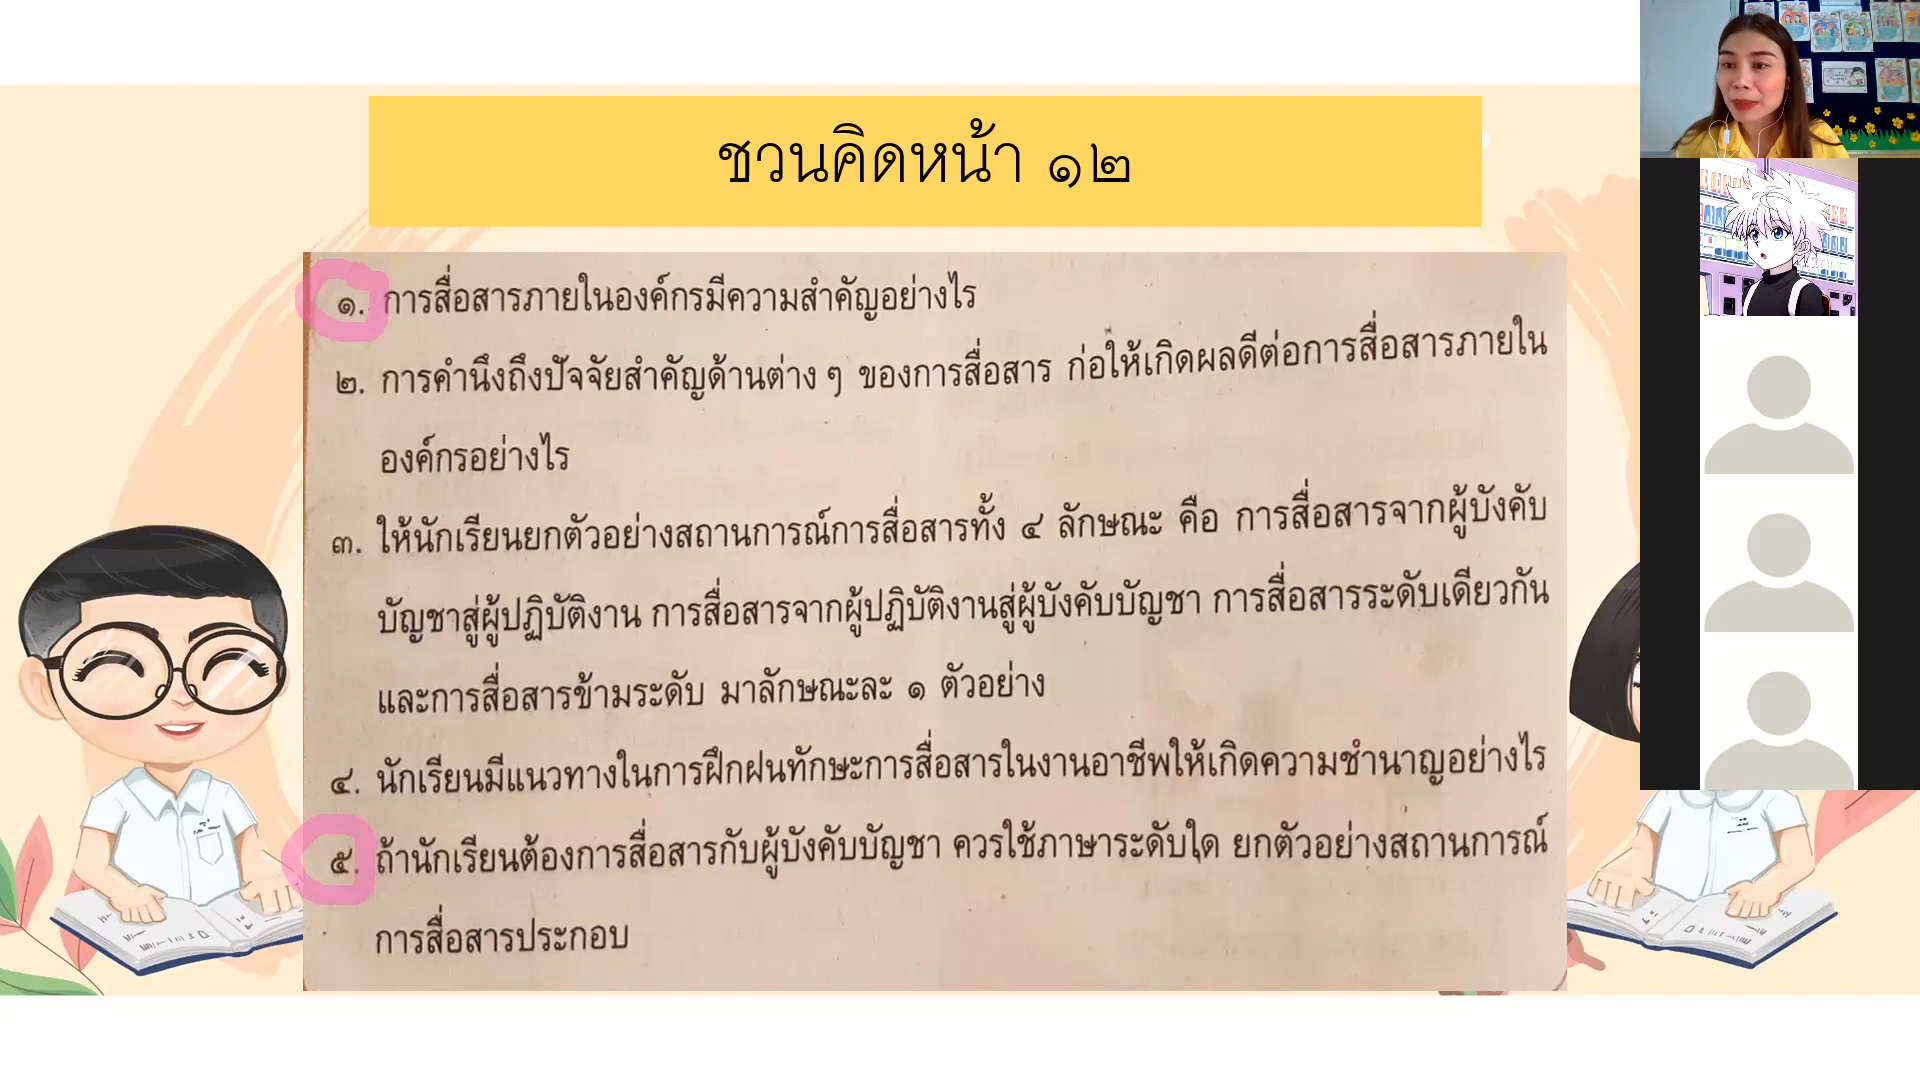 ชวนคิดหน้า ๑๒
๑. การสื่อสารภายในองค์กรมีความสำคัญอย่างไร
๒. การคำนึงถึงปัจจัยสำคัญด้านต่าง ๆ ของการสื่อสาร ก่อให้เกิดผลดีต่อการสื่อสารภายใน
องค์กรอย่างไร
๓. ให้นักเรียนยกตัวอย่างสถานการณ์การสื่อสารทั้ง ๔ ลักษณะ คือ การสื่อสารจากผู้บังคับ
บัญชาสู่ผู้ปฏิบัติงาน การสื่อสารจากผู้ปฏิบัติงานสู่ผู้บังคับบัญชา การสื่อสารระดับเดียวกัน
และการสื่อสารข้ามระดับ มาลักษณะละ ๑ ตัวอย่าง
๔. นักเรียนมีแนวทางในการฝึกฝนทักษะการสื่อสารในงานอาชีพให้เกิดความชำนาญอย่างไร
๕. ถ้านักเรียนต้องการสื่อสารกับผู้บังคับบัญชา ควรใช้ภาษาระดับใด ยกตัวอย่างสถานการณ์
การสื่อสารประกอบ